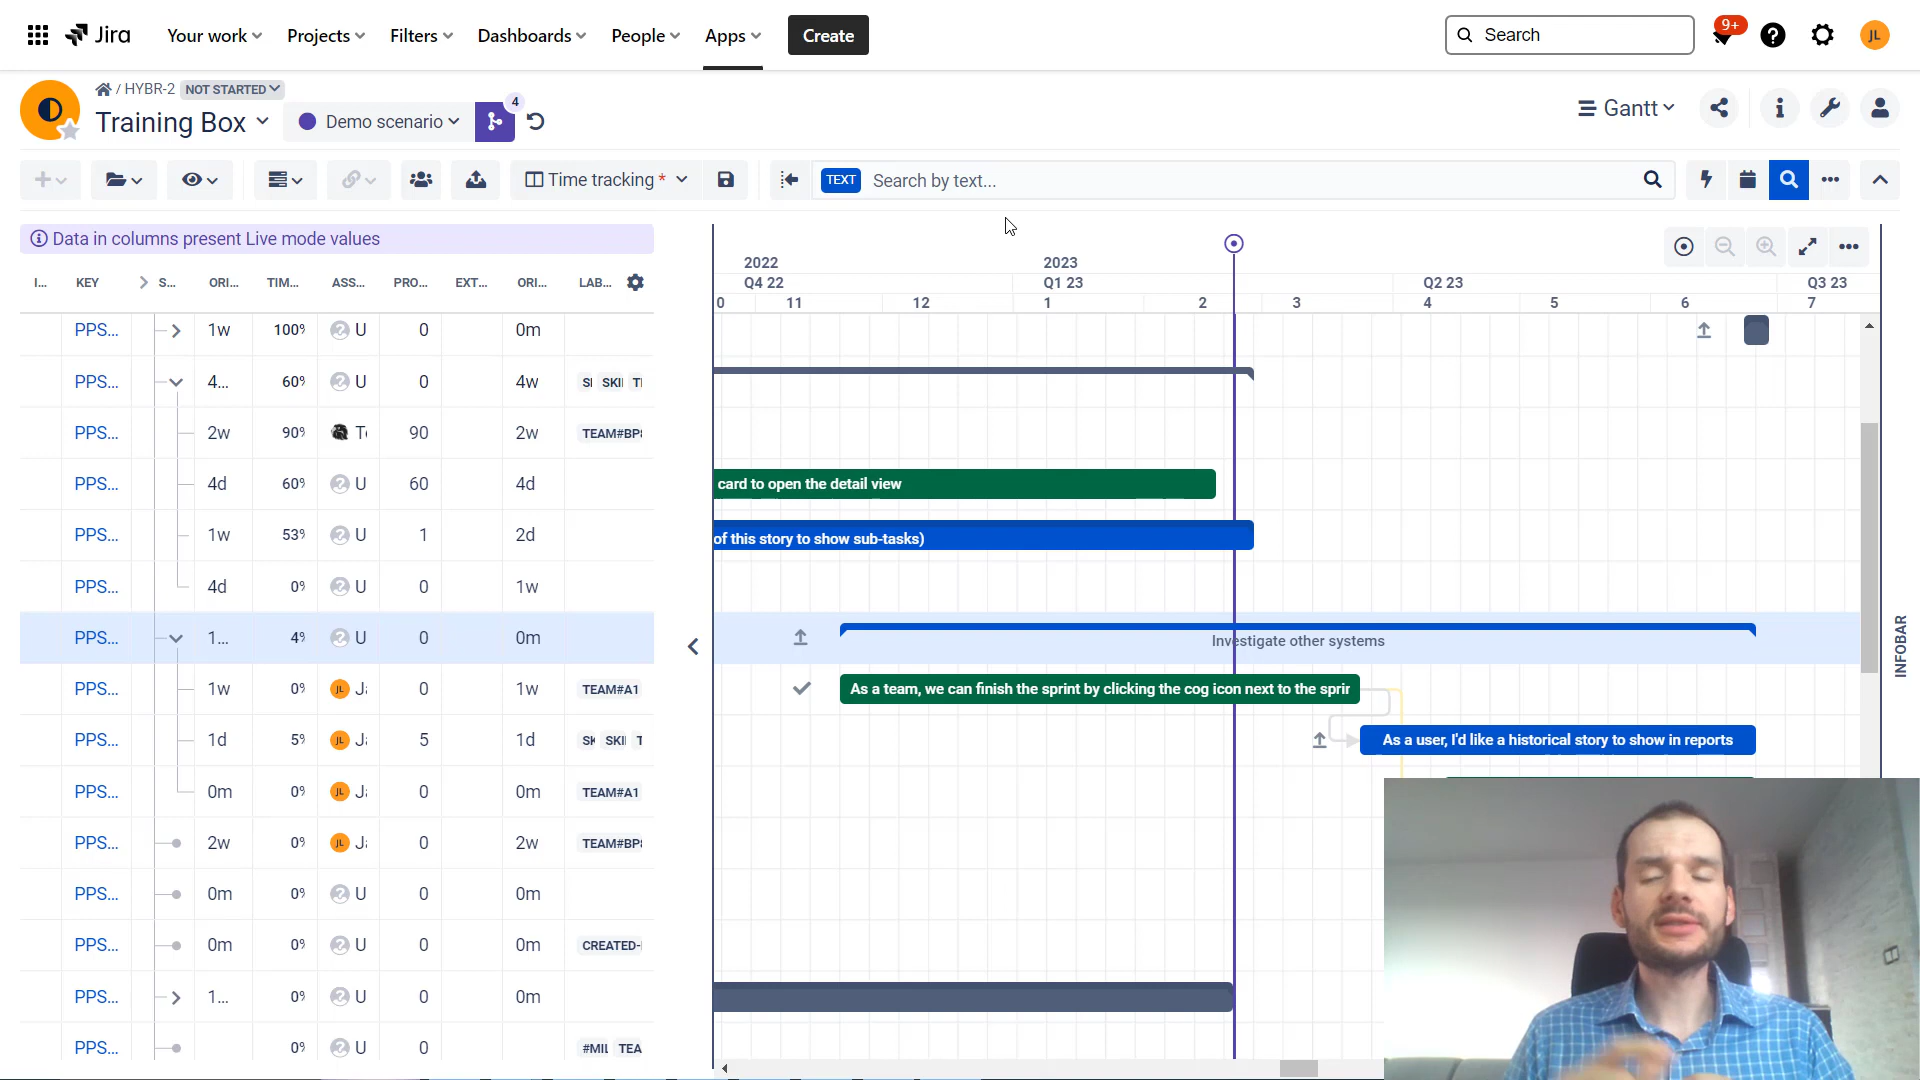 Jira
Your work
Projects
Filters
Dashboards
People
Apps
Create
Search
9+
JL
/ HYBR-2
NOT STARTED
Training Box
Demo scenario
4
Gantt
Time tracking *
TEXT
Search by text...
Data in columns present Live mode values
I... KEY S... ORI... TIM... ASS... PRO... EXT... ORI... LAB...
2022 2023
Q4 22 Q1 23 Q2 23 Q3 23
0 11 12 1 2 3 4 5 6 7
PPS... 1w 100% U 0 0m
PPS... 4... 60% U 0 4w SKI
PPS... 2w 90% 90 2w TEAM#BP
PPS... 4d 60% U 60 4d
card to open the detail view
PPS... 1w 53% U 1 2d
of this story to show sub-tasks)
PPS... 4d 0% U 0 1w
PPS... 1... 4% U 0 0m
Investigate other systems
PPS... 1w 0% JL 0 1w TEAM#A1
As a team, we can finish the sprint by clicking the cog icon next to the sprin
PPS... 1d 5% JL 5 1d SKI
As a user, I'd like a historical story to show in reports
PPS... 0m 0% JL 0 0m TEAM#A1
PPS... 2w 0% JL 0 2w TEAM#BP
PPS... 0m 0% U 0 0m
PPS... 0m 0% U 0 0m CREATED-
PPS... 1... 0% U 0 0m
PPS... 0% U 0 #MIL TEA
INFOBAR